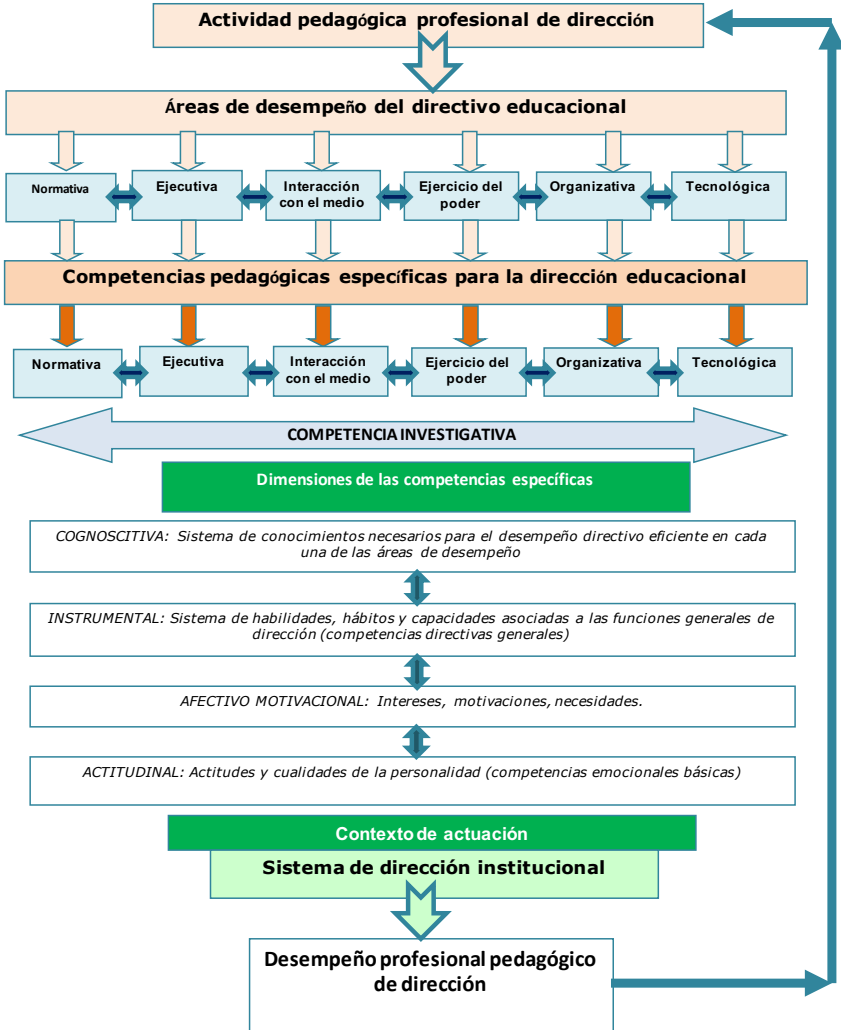 Actividad pedagógica profesional de dirección
Áreas de desempeño del directivo educacional
Normativa
Ejecutiva
Interacción
con el medio
Ejercicio del
poder
Organizativa
Tecnológica
Competencias pedagógicas específicas para la dirección educacional
Normativa
Ejecutiva
Interacción
con el medio
Ejercicio del
poder
Organizativa
Tecnológica
COMPETENCIA INVESTIGATIVA
Dimensiones de las competencias específicas
COGNOSCITIVA: Sistema de conocimientos necesarios para el desempeño directivo eficiente en cada
una de las áreas de desempeño
INSTRUMENTAL: Sistema de habilidades, hábitos y capacidades asociadas a las funciones generales de
dirección (competencias directivas generales)
AFECTIVO MOTIVACIONAL: Intereses, motivaciones, necesidades.
ACTITUDINAL: Actitudes y cualidades de la personalidad (competencias emocionales básicas)
Contexto de actuación
Sistema de dirección institucional
Desempeño profesional pedagógico
de dirección